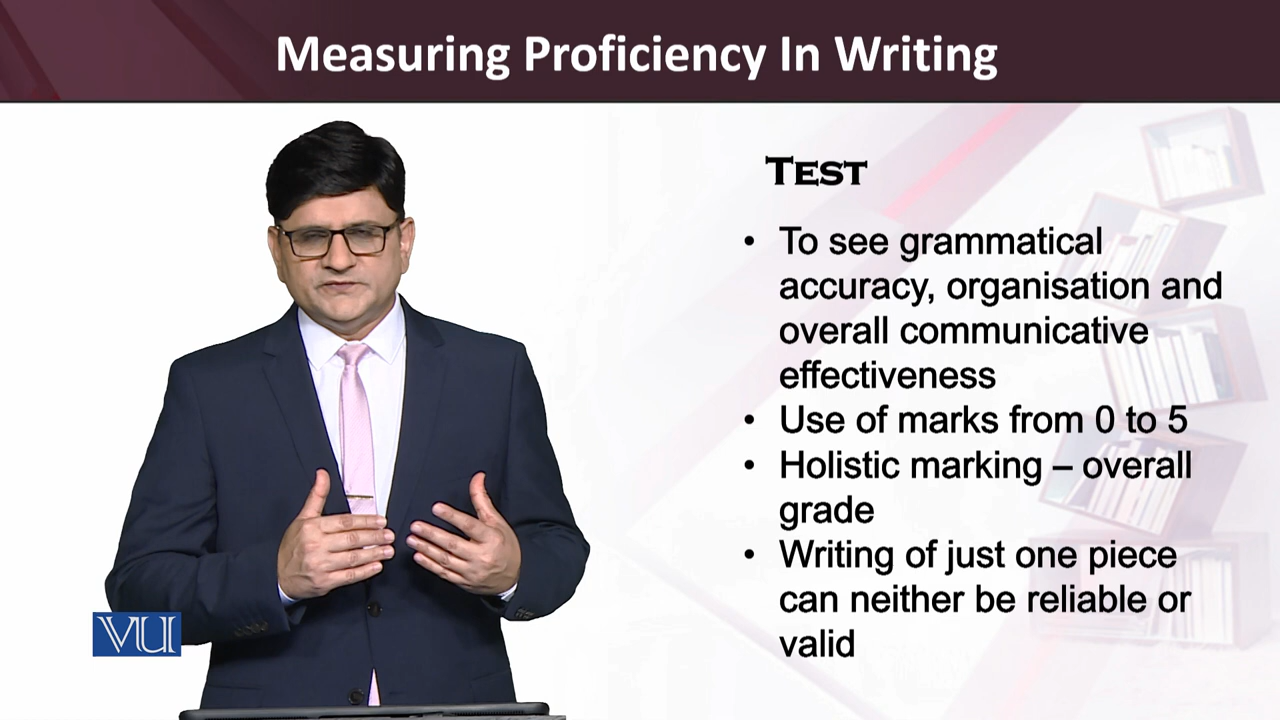 Measuring Proficiency In Writing
TEST
• To see grammatical
accuracy, organisation and
overall communicative
effectiveness
• Use of marks from 0 to 5
• Holistic marking – overall
grade
• Writing of just one piece
can neither be reliable or
valid
VU